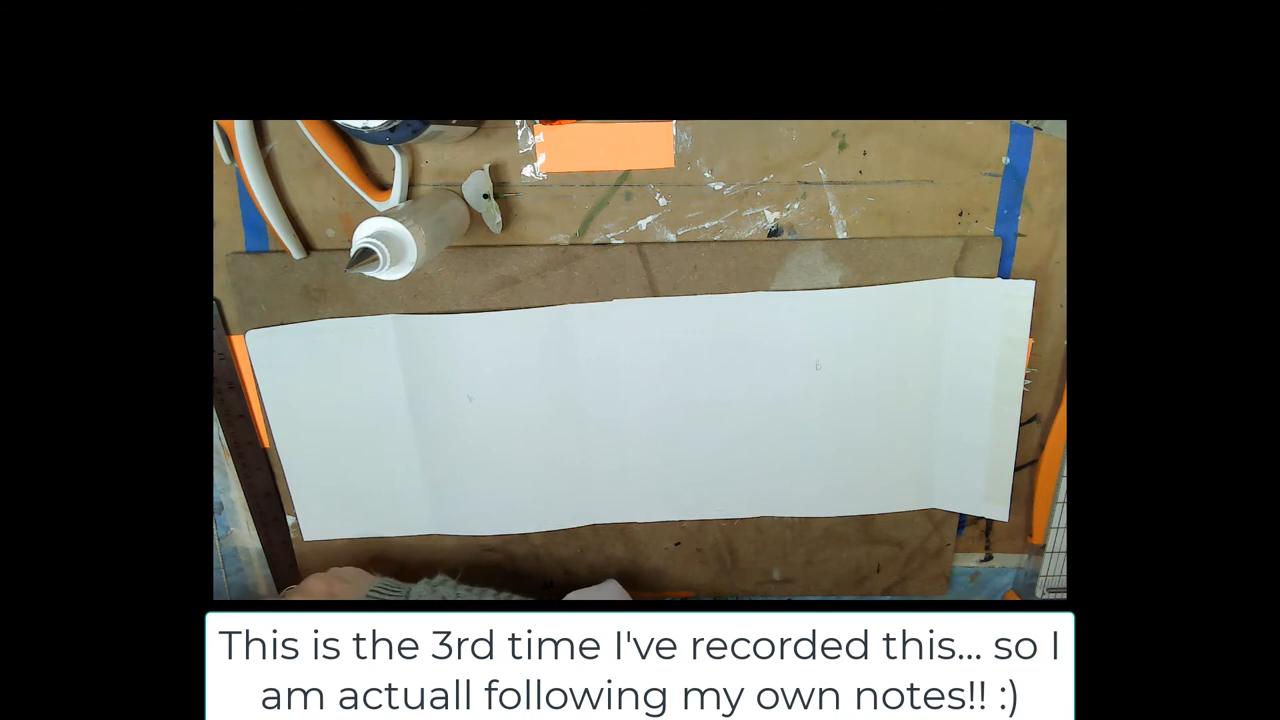 B
This is the 3rd time I've recorded this... so I
am actuall following my own notes!! :)